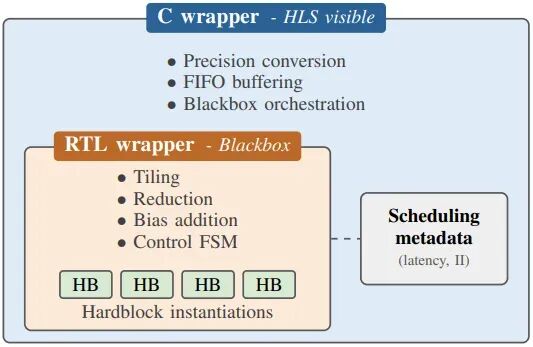 C wrapper - HLS visible
• Precision conversion
• FIFO buffering
• Blackbox orchestration
RTL wrapper - Blackbox
• Tiling
• Reduction
• Bias addition
• Control FSM
HB HB HB HB
Hardblock instantiations
Scheduling
metadata
(latency, II)